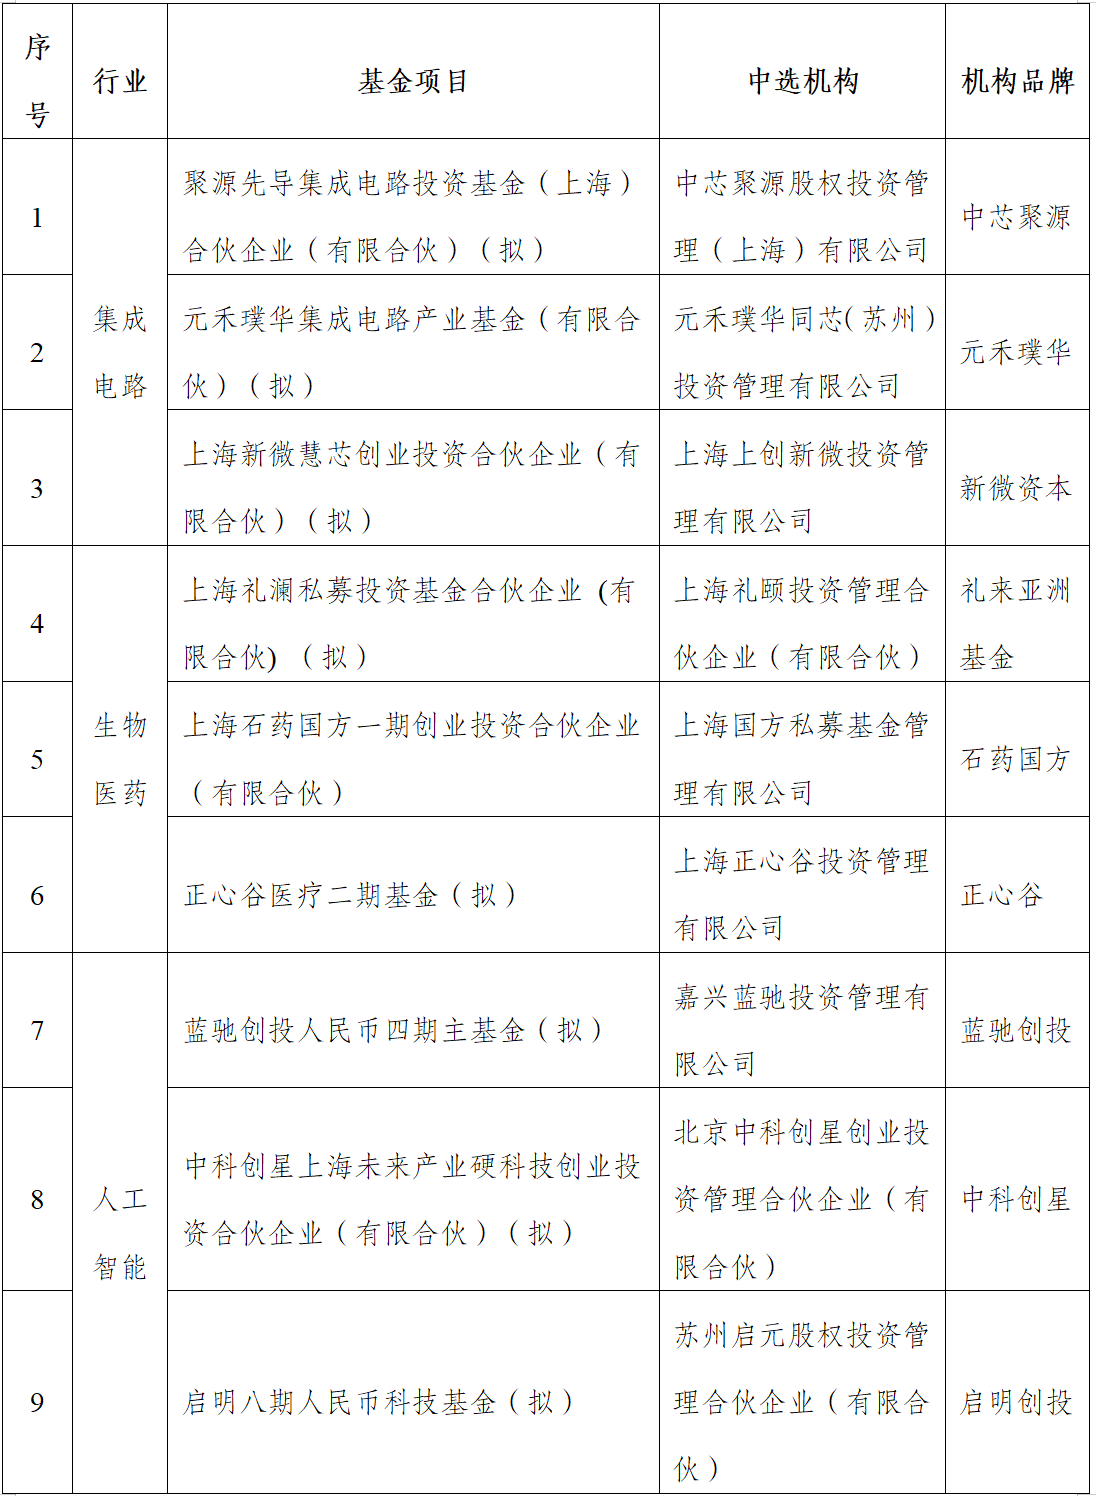 序
号
行业
基金项目
中选机构
机构品牌
1
集成
电路
聚源先导集成电路投资基金（上海）
合伙企业（有限合伙）（拟）
中芯聚源股权投资管
理（上海）有限公司
中芯聚源
2
元禾璞华集成电路产业基金（有限合
伙）（拟）
元禾璞华同芯(苏州）
投资管理有限公司
元禾璞华
3
上海新微慧芯创业投资合伙企业（有
限合伙）（拟）
上海上创新微投资管
理有限公司
新微资本
4
生物
医药
上海礼澜私募投资基金合伙企业 (有
限合伙) （拟）
上海礼颐投资管理合
伙企业（有限合伙）
礼来亚洲
基金
5
上海石药国方一期创业投资合伙企业
（有限合伙）
上海国方私募基金管
理有限公司
石药国方
6
正心谷医疗二期基金（拟）
上海正心谷投资管理
有限公司
正心谷
7
人工
智能
蓝驰创投人民币四期主基金（拟）
嘉兴蓝驰投资管理有
限公司
蓝驰创投
8
中科创星上海未来产业硬科技创业投
资合伙企业（有限合伙）（拟）
北京中科创星创业投
资管理合伙企业（有
限合伙）
中科创星
9
启明八期人民币科技基金（拟）
苏州启元股权投资管
理合伙企业（有限合
伙）
启明创投